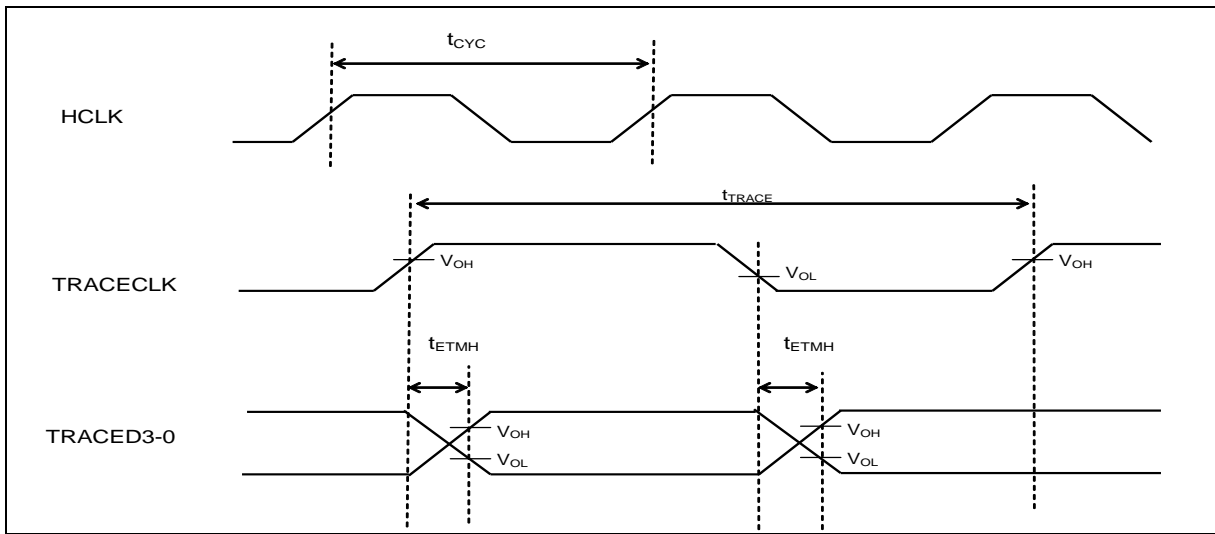 tCYC
HCLK
tTRACE
VOH
VOL
VOH
TRACECLK
tETMH
tETMH
TRACED3-0
VOH
VOH
VOL
VOL